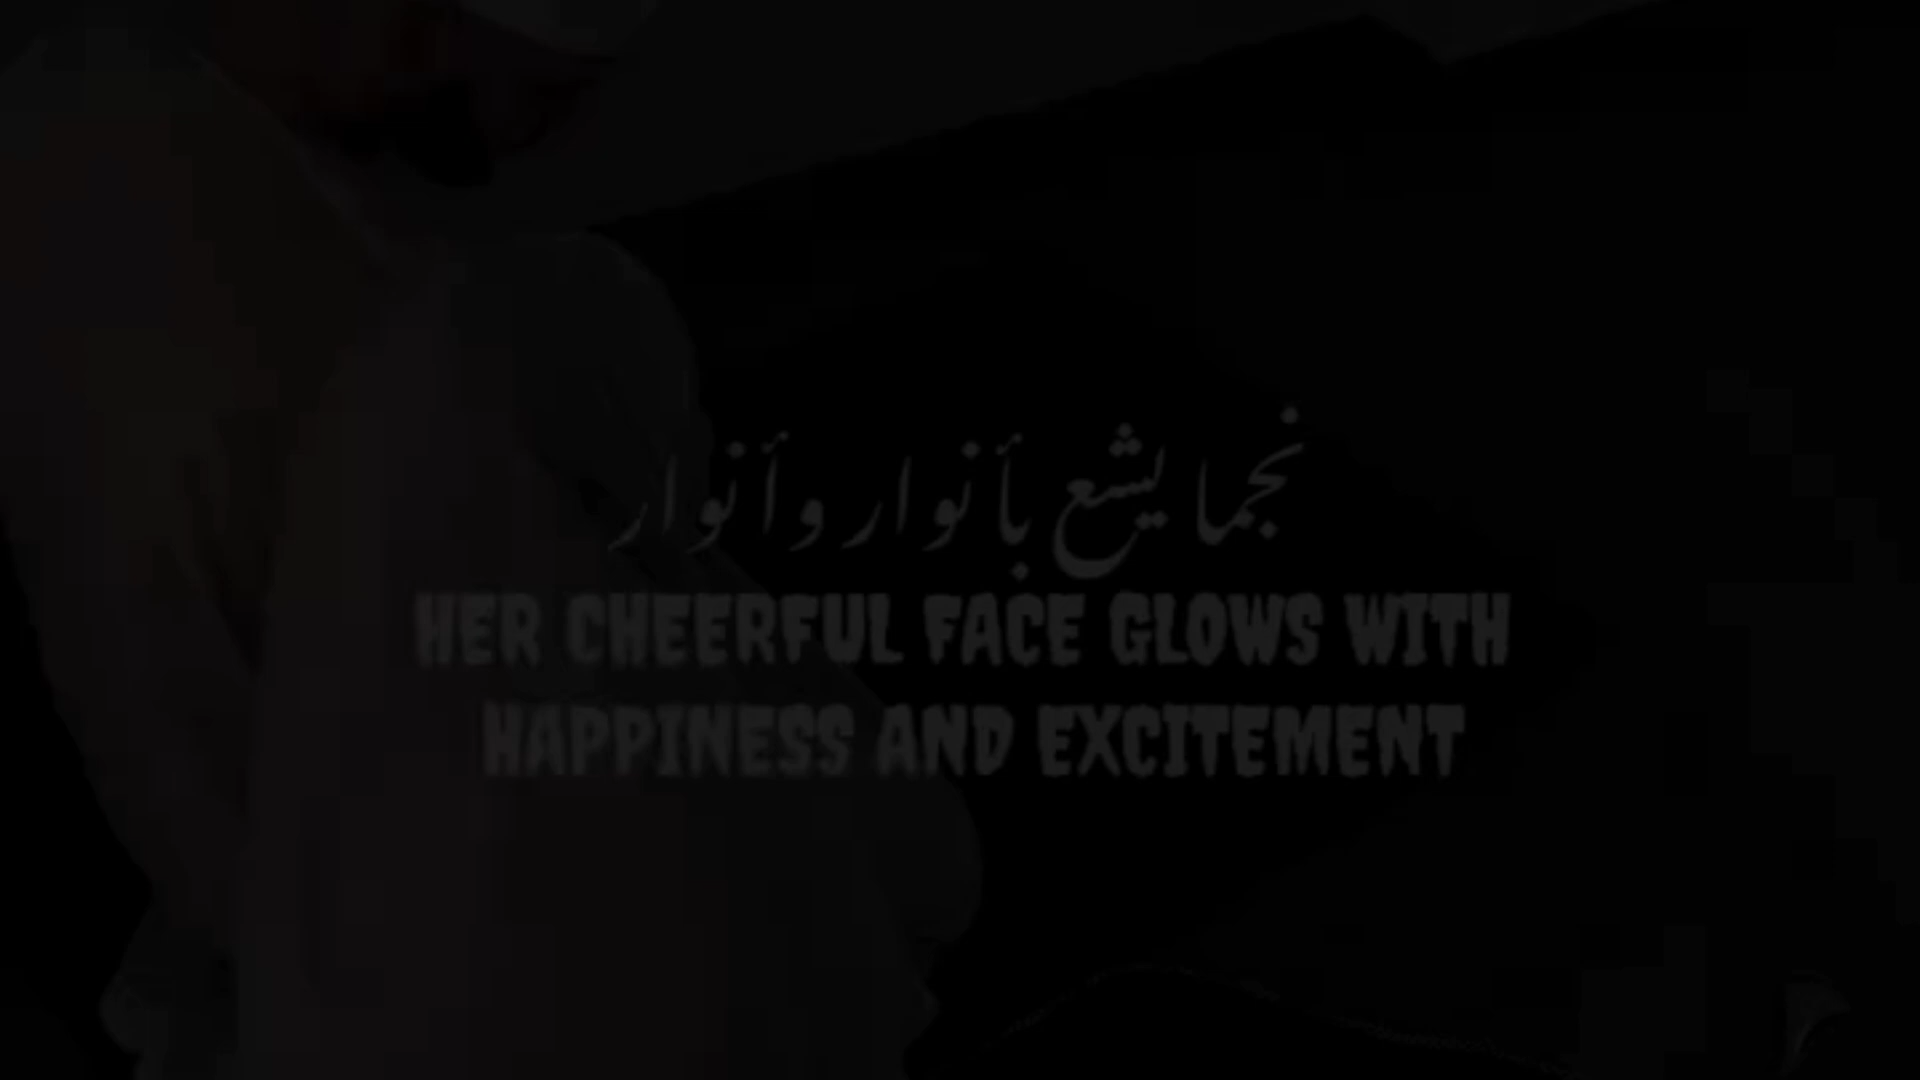 نجما يشع بأنوار وأنوار
HER CHEERFUL FACE GLOWS WITH
HAPPINESS AND EXCITEMENT